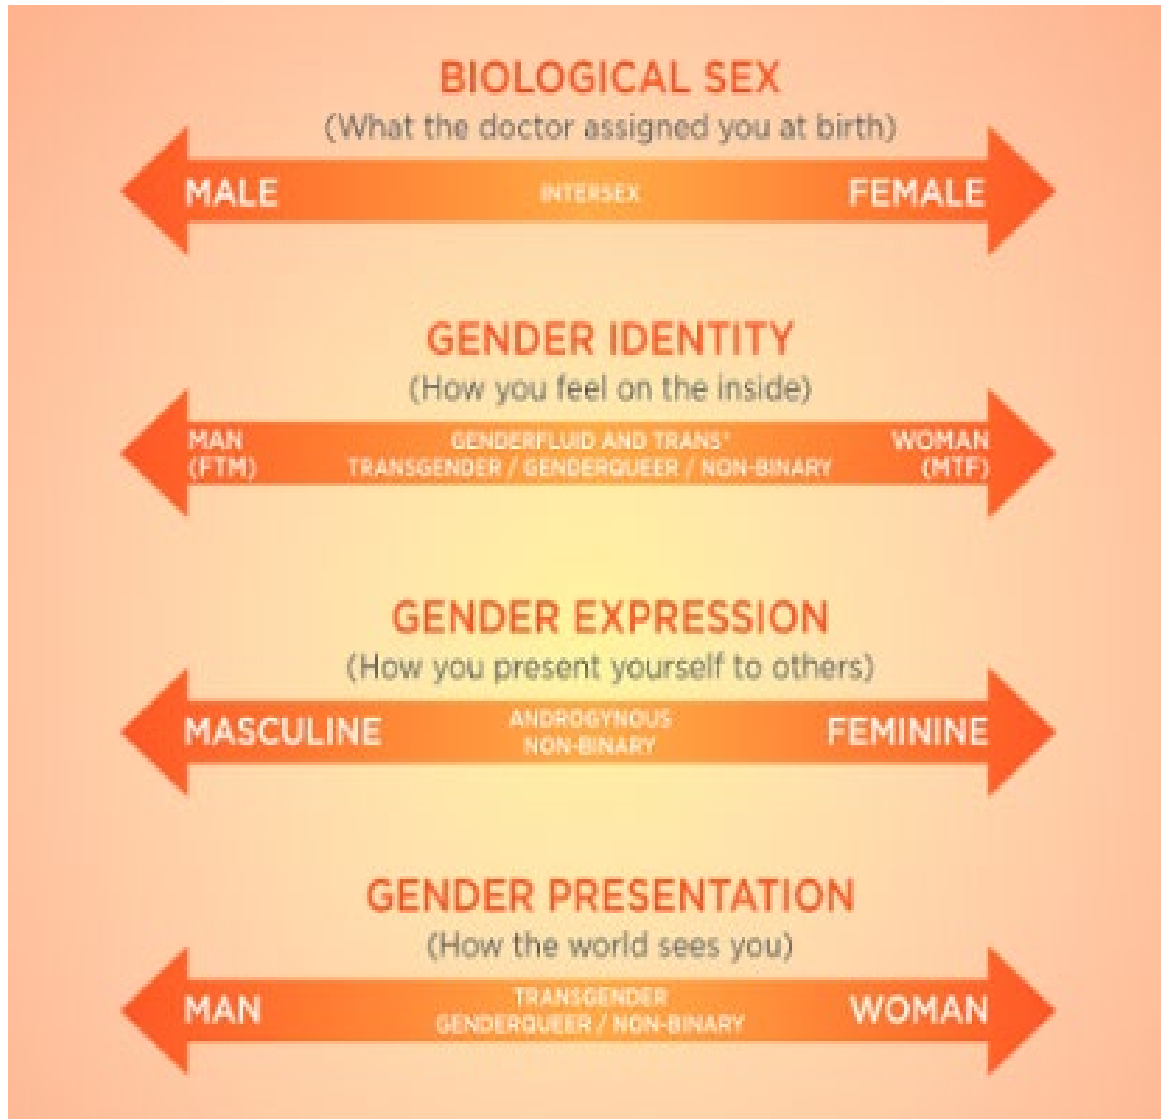 BIOLOGICAL SEX
(What the doctor assigned you at birth)
MALE INTERSEX FEMALE
GENDER IDENTITY
(How you feel on the inside)
MAN GENDERFLUID AND TRANS* WOMAN
(FTM) TRANSGENDER / GENDERQUEER / NON-BINARY (MTF)
GENDER EXPRESSION
(How you present yourself to others)
MASCULINE ANDROGYNOUS FEMININE
NON-BINARY
GENDER PRESENTATION
(How the world sees you)
MAN TRANSGENDER WOMAN
GENDERQUEER / NON-BINARY